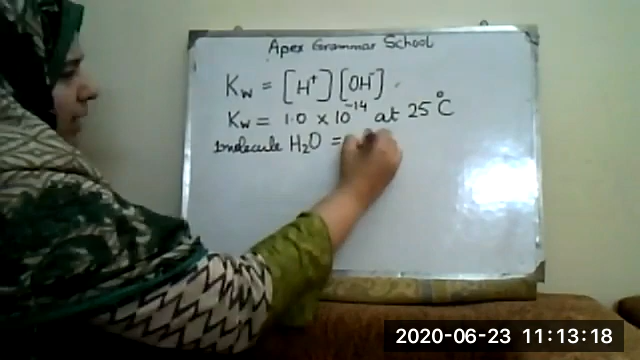 Apex Grammar School
Kw = [H⁺][OH⁻]
Kw = 1.0 x 10⁻¹⁴ at 25°C
1molecule H₂O =
2020-06-23 11:13:18